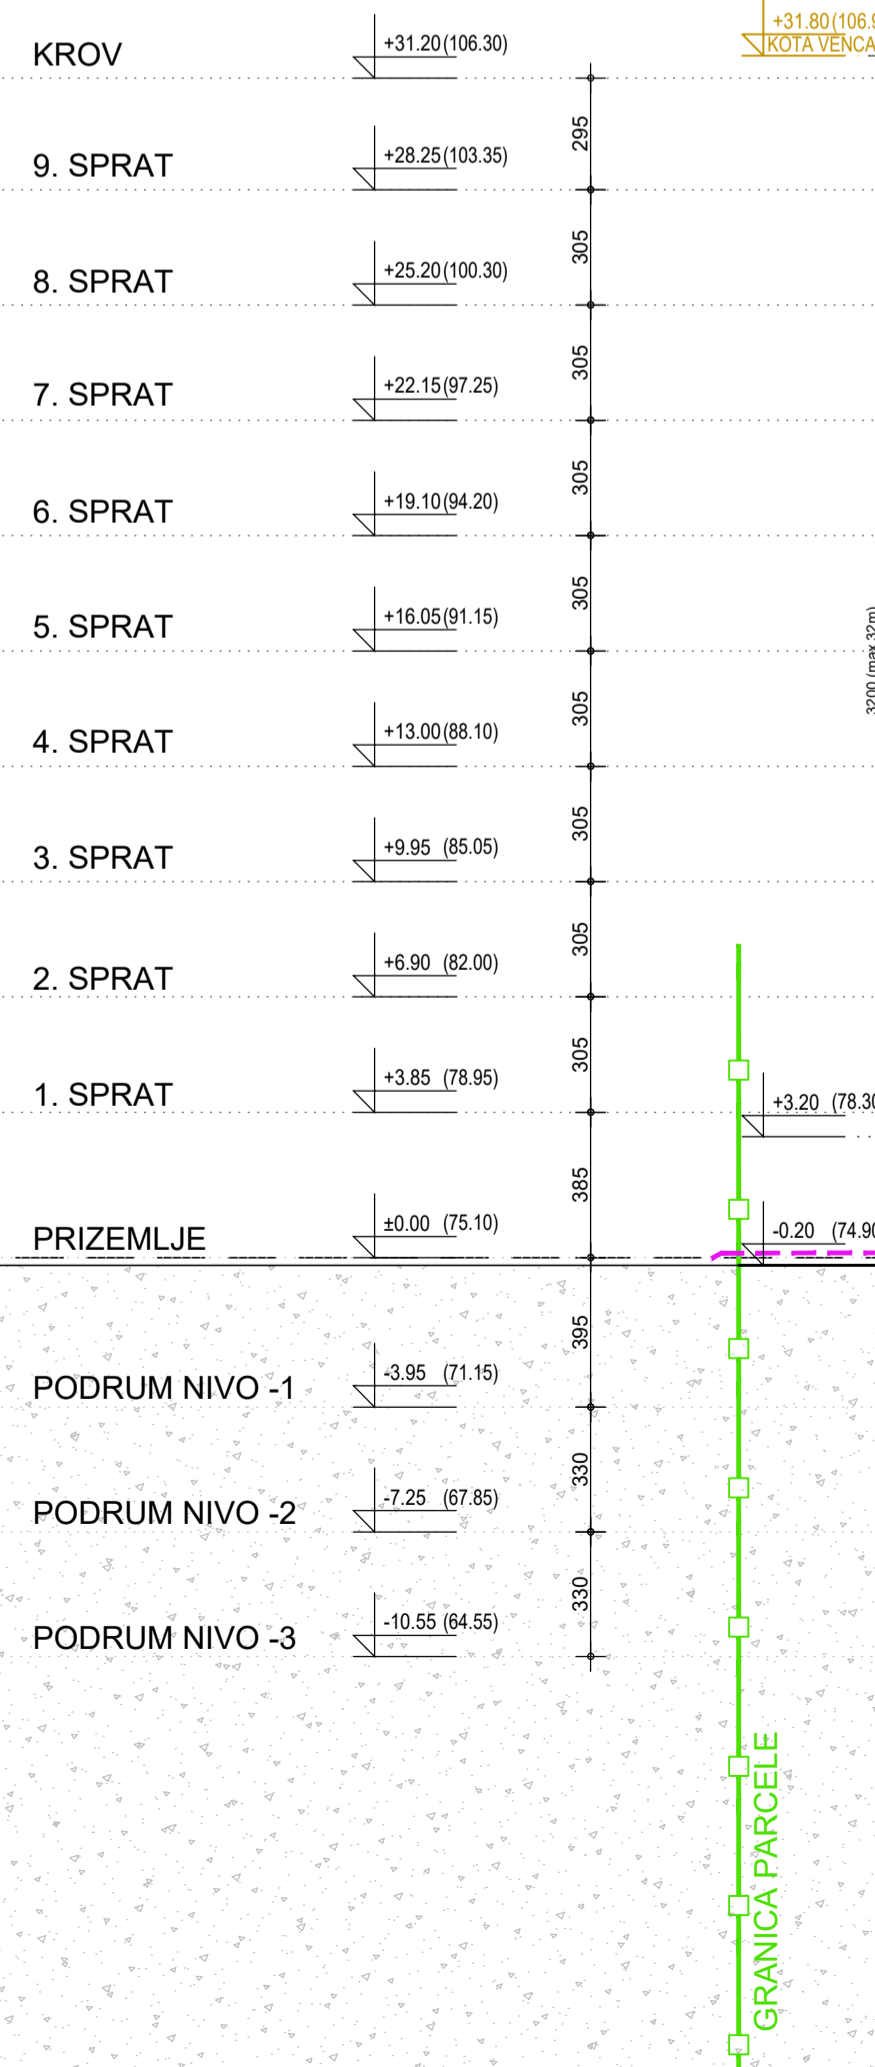 +31.80 (106.9
KOTA VENCA
KROV +31.20 (106.30)
295
9. SPRAT +28.25 (103.35)
305
8. SPRAT +25.20 (100.30)
305
7. SPRAT +22.15 (97.25)
305
6. SPRAT +19.10 (94.20)
305
5. SPRAT +16.05 (91.15)
3200 (max 32m)
305
4. SPRAT +13.00 (88.10)
305
3. SPRAT +9.95 (85.05)
305
2. SPRAT +6.90 (82.00)
305
1. SPRAT +3.85 (78.95)
+3.20 (78.30
385
PRIZEMLJE ±0.00 (75.10)
-0.20 (74.90
395
PODRUM NIVO -1 -3.95 (71.15)
330
PODRUM NIVO -2 -7.25 (67.85)
330
PODRUM NIVO -3 -10.55 (64.55)
GRANICA PARCELE